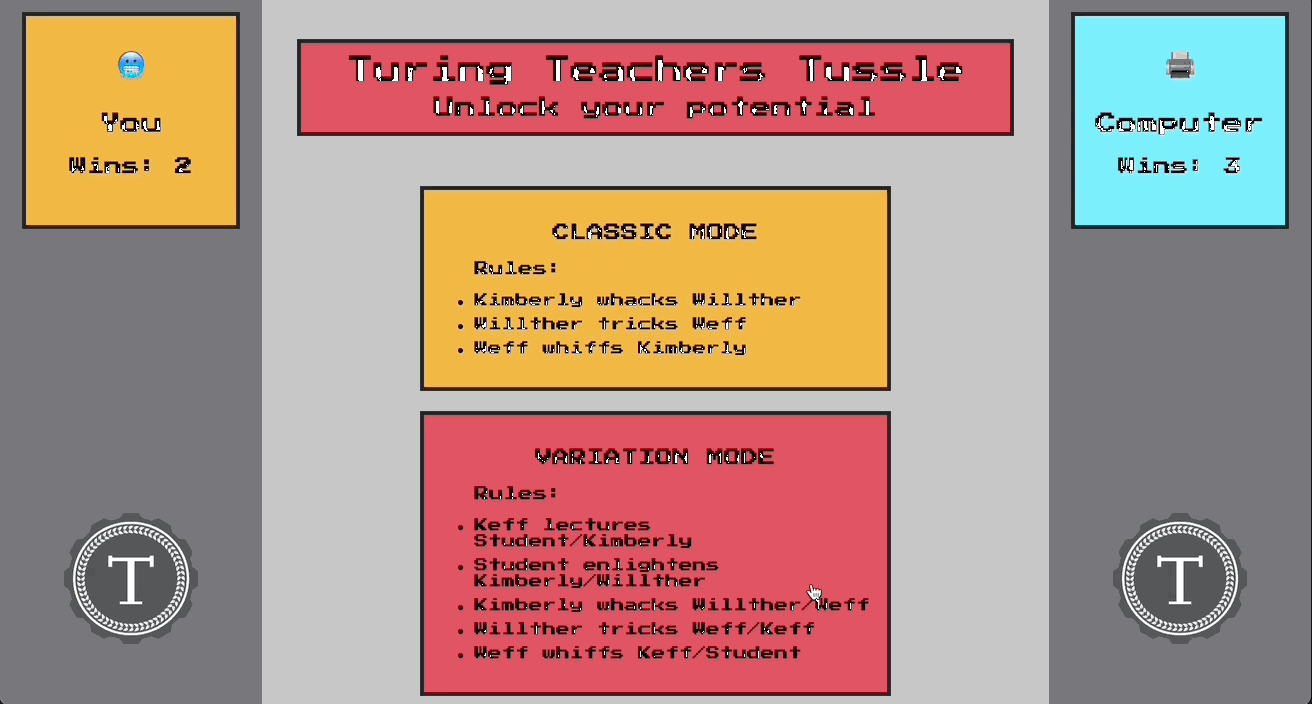 Turing Teachers Tussle
Unlock your potential
You
Wins: 2
Computer
Wins: 3
CLASSIC MODE
Rules:
• Kimberly whacks Willther
• Willther tricks Weff
• Weff whiffs Kimberly
VARIATION MODE
Rules:
• Keff lectures
Student/Kimberly
• Student enlightens
Kimberly/Willther
• Kimberly whacks Willther/Weff
• Willther tricks Weff/Keff
• Weff whiffs Keff/Student
T
T